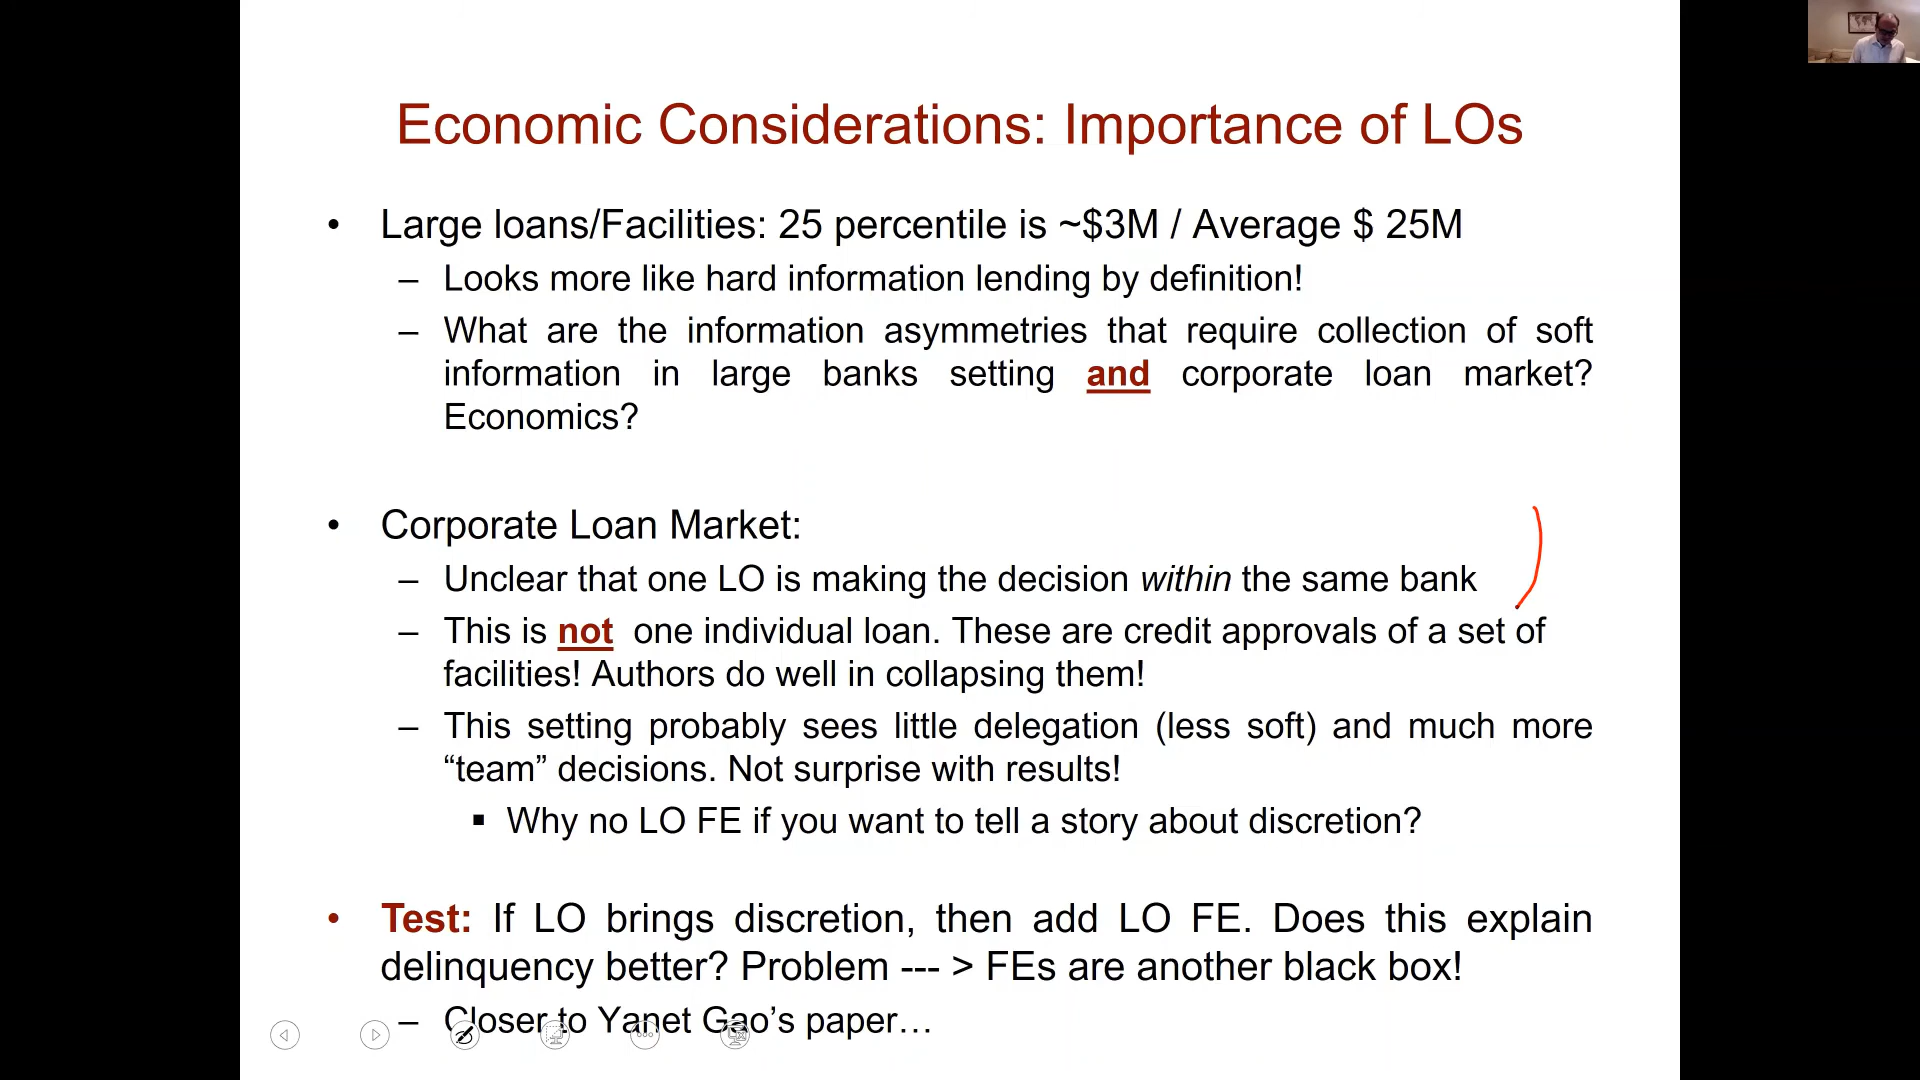 Economic Considerations: Importance of LOs
• Large loans/Facilities: 25 percentile is ~$3M / Average $ 25M
– Looks more like hard information lending by definition!
– What are the information asymmetries that require collection of soft
information in large banks setting and corporate loan market?
Economics?
• Corporate Loan Market:
– Unclear that one LO is making the decision within the same bank
– This is not one individual loan. These are credit approvals of a set of
facilities! Authors do well in collapsing them!
– This setting probably sees little delegation (less soft) and much more
“team” decisions. Not surprise with results!
▪ Why no LO FE if you want to tell a story about discretion?
• Test: If LO brings discretion, then add LO FE. Does this explain
delinquency better? Problem --- > FEs are another black box!
– Closer to Yanet Gao’s paper…